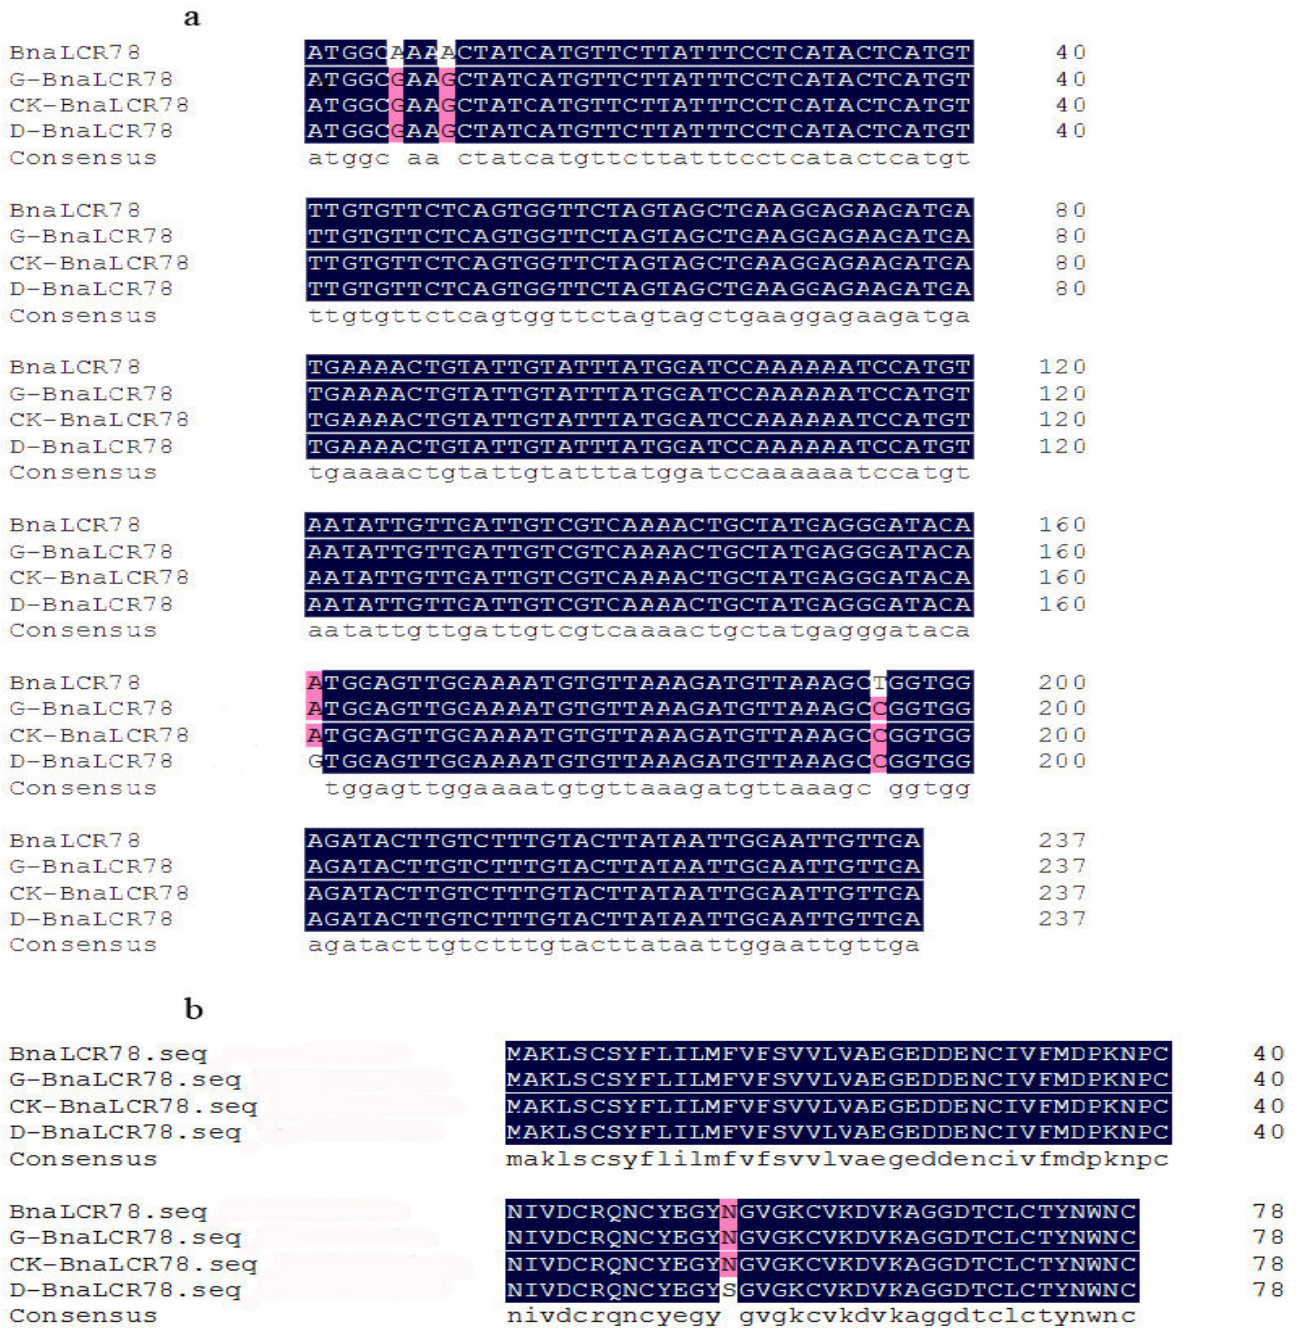 a
BnaLCR78 ATGGCAAAACTATCATGTTCTTATTTCCTCATACTCATGT 40
G-BnaLCR78 ATGGCGAAGCTATCATGTTCTTATTTCCTCATACTCATGT 40
CK-BnaLCR78 ATGGCGAAGCTATCATGTTCTTATTTCCTCATACTCATGT 40
D-BnaLCR78 ATGGCGAAGCTATCATGTTCTTATTTCCTCATACTCATGT 40
Consensus atggc aa ctatcatgttcttatttcctcatactcatgt
BnaLCR78 TTGTGTTCTCAGTGGTTCTAGTAGCTGAAGGAGAAGATGA 80
G-BnaLCR78 TTGTGTTCTCAGTGGTTCTAGTAGCTGAAGGAGAAGATGA 80
CK-BnaLCR78 TTGTGTTCTCAGTGGTTCTAGTAGCTGAAGGAGAAGATGA 80
D-BnaLCR78 TTGTGTTCTCAGTGGTTCTAGTAGCTGAAGGAGAAGATGA 80
Consensus ttgtgttctcagtggttctagtagctgaaggagaagatga
BnaLCR78 TGAAAACTGTATTGTATTTATGGATCCAAAAAATCCATGT 120
G-BnaLCR78 TGAAAACTGTATTGTATTTATGGATCCAAAAAATCCATGT 120
CK-BnaLCR78 TGAAAACTGTATTGTATTTATGGATCCAAAAAATCCATGT 120
D-BnaLCR78 TGAAAACTGTATTGTATTTATGGATCCAAAAAATCCATGT 120
Consensus tgaaaactgtattgtatttatggatccaaaaaatccatgt
BnaLCR78 AATATTGTTGATTGTCGTCAAAACTGCTATGAGGGATACA 160
G-BnaLCR78 AATATTGTTGATTGTCGTCAAAACTGCTATGAGGGATACA 160
CK-BnaLCR78 AATATTGTTGATTGTCGTCAAAACTGCTATGAGGGATACA 160
D-BnaLCR78 AATATTGTTGATTGTCGTCAAAACTGCTATGAGGGATACA 160
Consensus aatattgttgattgtcgtcaaaactgctatgagggataca
BnaLCR78 ATGGAGTTGGAAAATGTGTTAAAGATGTTAAAGCTGGTGG 200
G-BnaLCR78 ATGGAGTTGGAAAATGTGTTAAAGATGTTAAAGCCGGTGG 200
CK-BnaLCR78 ATGGAGTTGGAAAATGTGTTAAAGATGTTAAAGCCGGTGG 200
D-BnaLCR78 GTGGAGTTGGAAAATGTGTTAAAGATGTTAAAGCCGGTGG 200
Consensus tggagttggaaaatgtgttaaagatgttaaagc ggtgg
BnaLCR78 AGATACTTGTCTTTGTACTTATAATTGGAATTGTTGA 237
G-BnaLCR78 AGATACTTGTCTTTGTACTTATAATTGGAATTGTTGA 237
CK-BnaLCR78 AGATACTTGTCTTTGTACTTATAATTGGAATTGTTGA 237
D-BnaLCR78 AGATACTTGTCTTTGTACTTATAATTGGAATTGTTGA 237
Consensus agatacttgtctttgtacttataattggaattgttga
b
BnaLCR78.seq MAKLSCSYFLILMFVFSVVLVAEGEDDENCIVFMDPKNPC 40
G-BnaLCR78.seq MAKLSCSYFLILMFVFSVVLVAEGEDDENCIVFMDPKNPC 40
CK-BnaLCR78.seq MAKLSCSYFLILMFVFSVVLVAEGEDDENCIVFMDPKNPC 40
D-BnaLCR78.seq MAKLSCSYFLILMFVFSVVLVAEGEDDENCIVFMDPKNPC 40
Consensus maklscsyflilmfvfsvvlvaegeddencivfmdpknpc
BnaLCR78.seq NIVDCRQNCYEGYNGVGKCVKDVKAGGDTCLCTYNWNC 78
G-BnaLCR78.seq NIVDCRQNCYEGYNGVGKCVKDVKAGGDTCLCTYNWNC 78
CK-BnaLCR78.seq NIVDCRQNCYEGYNGVGKCVKDVKAGGDTCLCTYNWNC 78
D-BnaLCR78.seq NIVDCRQNCYEGYSGVGKCVKDVKAGGDTCLCTYNWNC 78
Consensus nivdcrqncyegy gvgkcvkdvkaggdtclctynwnc